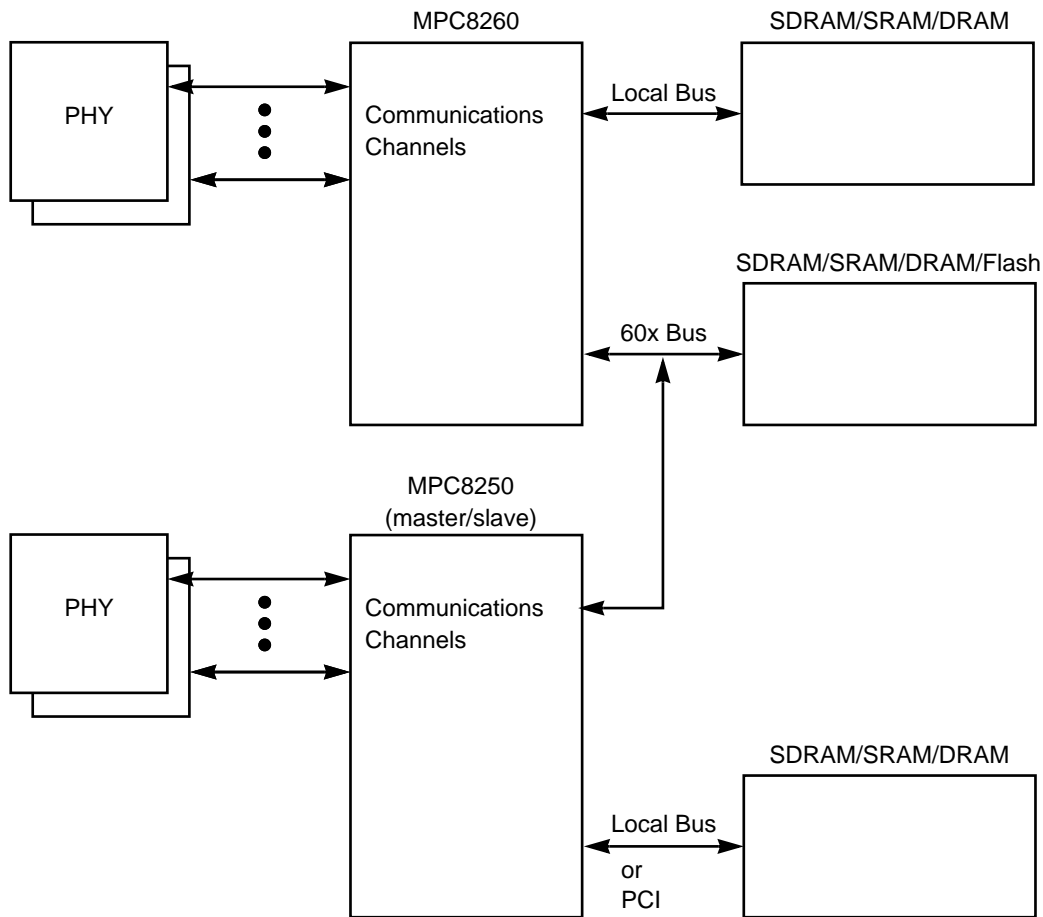 MPC8260
SDRAM/SRAM/DRAM
PHY
Communications
Channels
Local Bus
SDRAM/SRAM/DRAM/Flash
60x Bus
MPC8250
(master/slave)
PHY
Communications
Channels
SDRAM/SRAM/DRAM
Local Bus
or
PCI